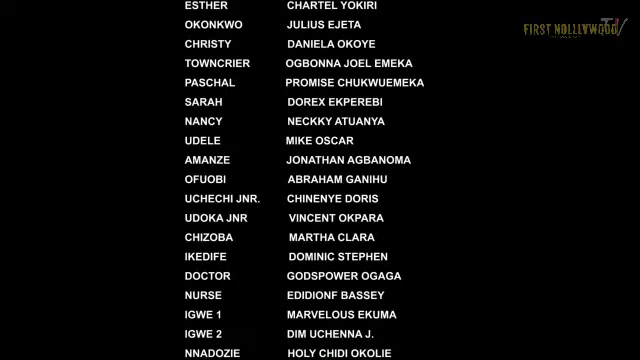 ESTHER CHARTEL YOKIRI
OKONKWO JULIUS EJETA
CHRISTY DANIELA OKOYE
TOWNCRIER OGBONNA JOEL EMEKA
PASCHAL PROMISE CHUKWUEMEKA
SARAH DOREX EKPEREBI
NANCY NECKKY ATUANYA
UDELE MIKE OSCAR
AMANZE JONATHAN AGBANOMA
OFUOBI ABRAHAM GANIHU
UCHECHI JNR. CHINENYE DORIS
UDOKA JNR VINCENT OKPARA
CHIZOBA MARTHA CLARA
IKEDIFE DOMINIC STEPHEN
DOCTOR GODSPOWER OGAGA
NURSE EDIDIONF BASSEY
IGWE 1 MARVELOUS EKUMA
IGWE 2 DIM UCHENNA J.
NNADOZIE HOLY CHIDI OKOLIE
FIRST NOLLYWOOD TV